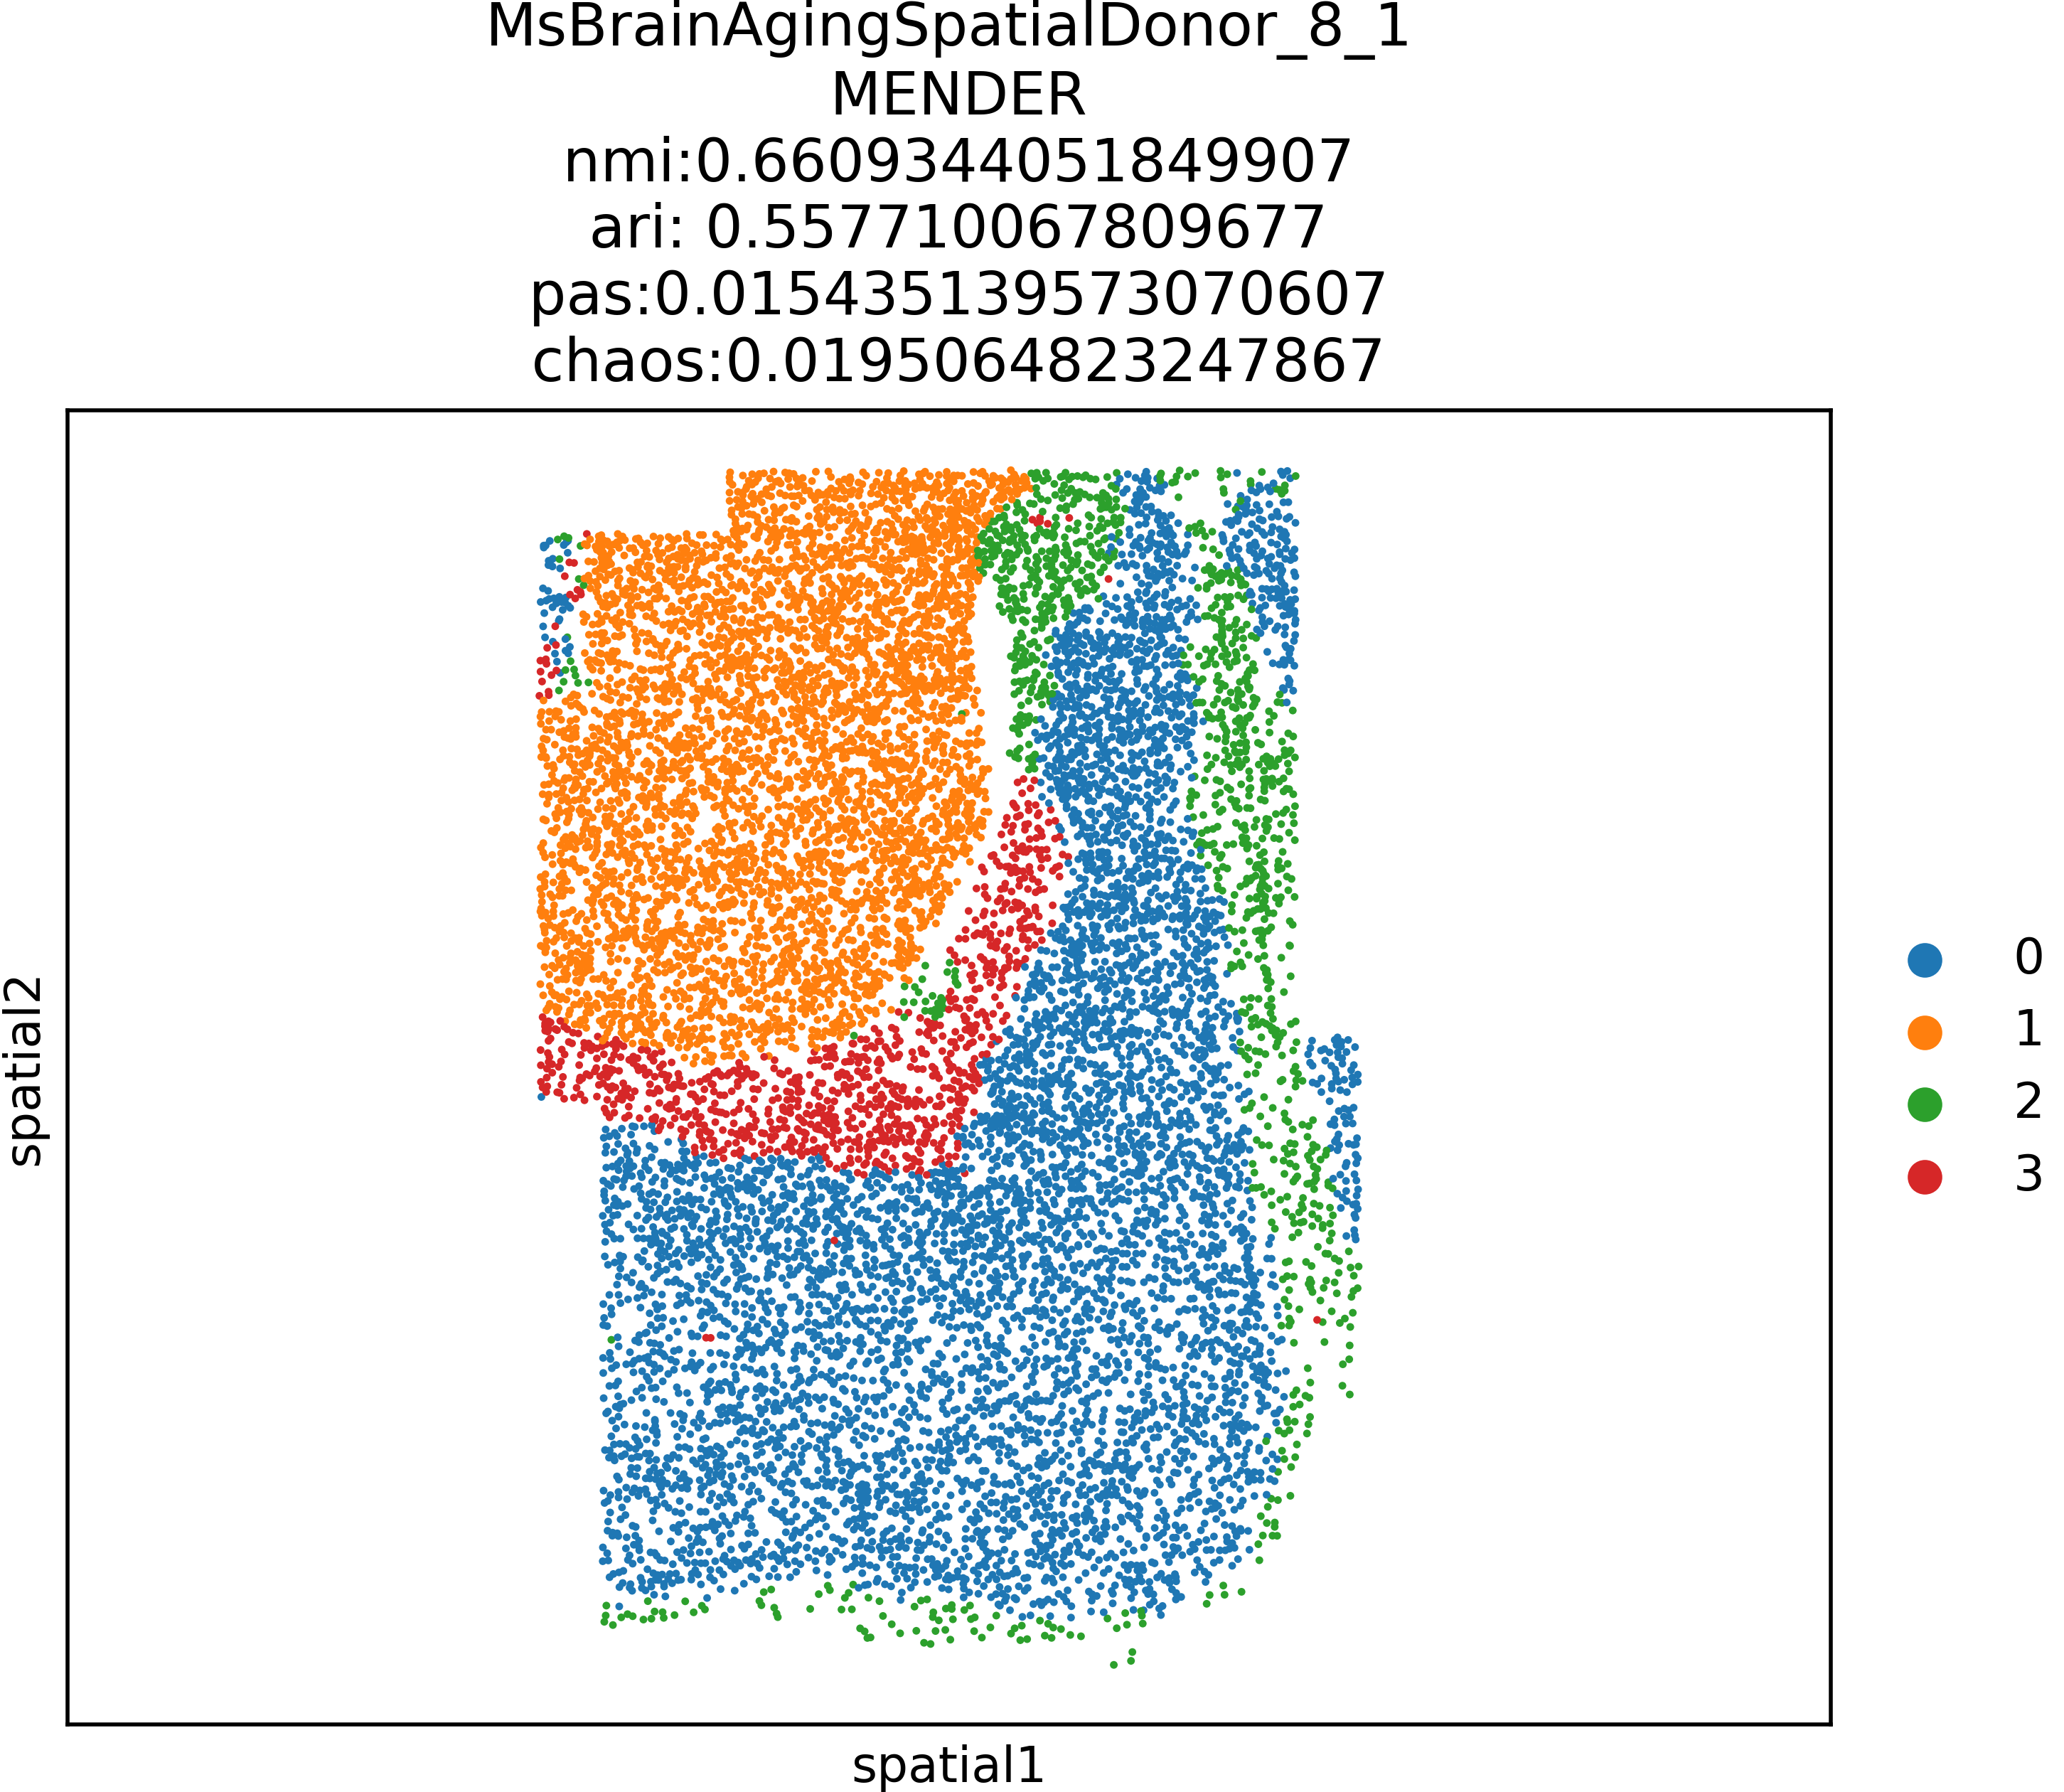 MsBrainAgingSpatialDonor_8_1
MENDER
nmi:0.6609344051849907
ari: 0.557710067809677
pas:0.015435139573070607
chaos:0.0195064823247867
spatial2
0
1
2
3
spatial1